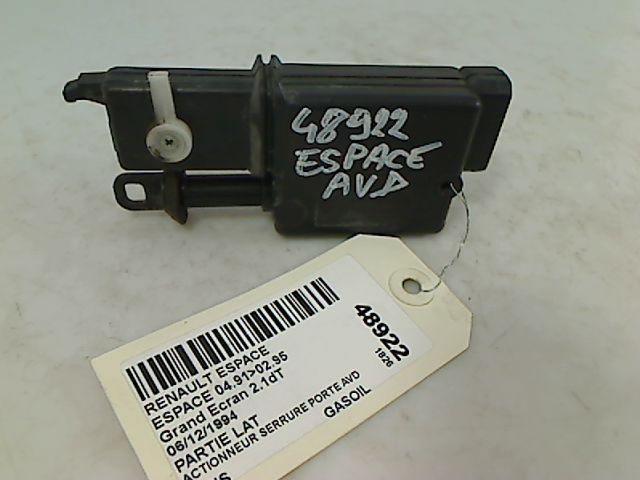 48922
ESPACE
AVD
48922
1826
RENAULT ESPACE
ESPACE 04.91>02.95
Grand Ecran 2.1dT
06/12/1994
PARTIE LAT
ACTIONNEUR SERRURE PORTE AVD
GASOIL